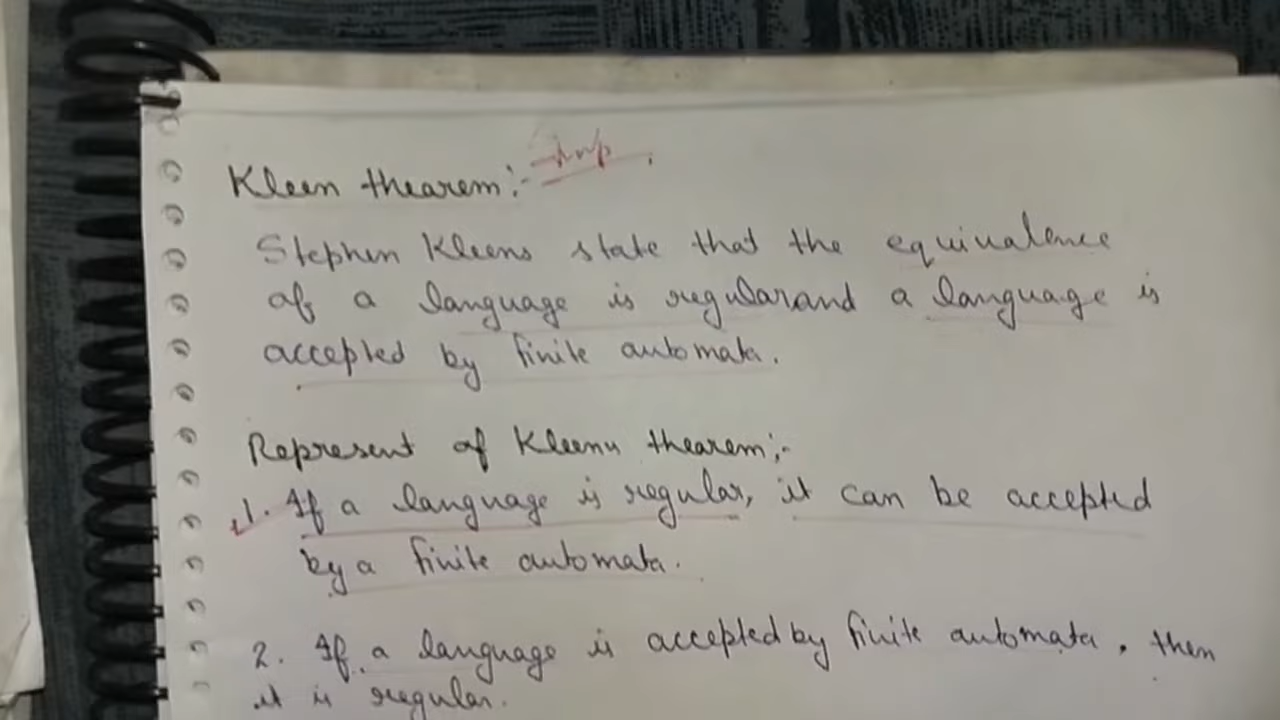 Kleen thearem:- Imp
Stephen Kleens state that the equivalence
of a language is regular and a language is
accepted by finite automata.
Represent of Kleenu thearem:-
1. If a language is regular, it can be accepted
by a finite automata.
2. If a language is accepted by finite automata, then
it is regular.